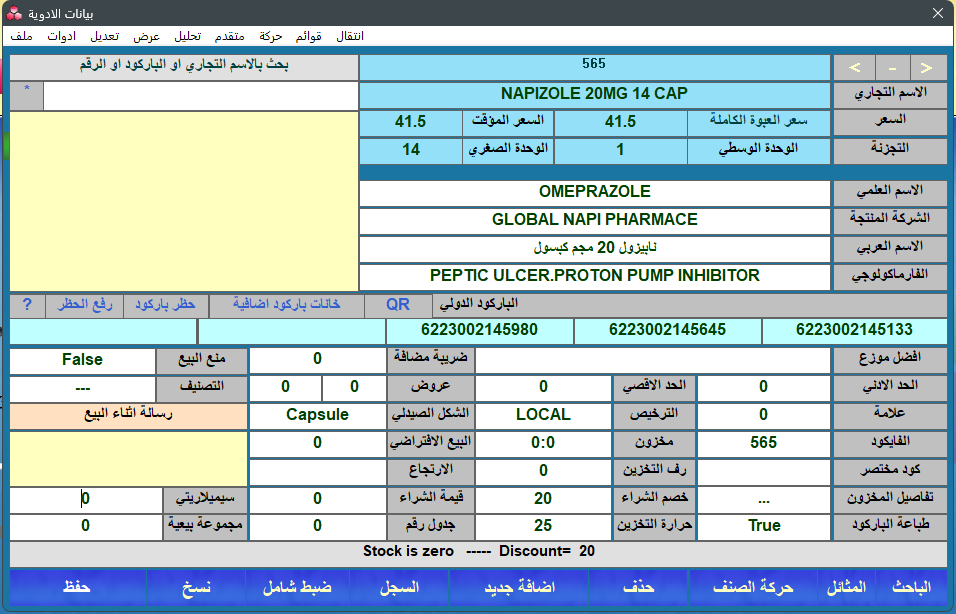 بيانات الادوية
ملف ادوات تعديل عرض تحليل متقدم حركة قوائم انتقال
< - > 565 بحث بالاسم التجاري او الباركود او الرقم
الاسم التجاري NAPIZOLE 20MG 14 CAP *
السعر سعر العبوة الكاملة 41.5 السعر المؤقت 41.5
التجزئة الوحدة الوسطي 1 الوحدة الصغري 14
الاسم العلمي OMEPRAZOLE
الشركة المنتجة GLOBAL NAPI PHARMACE
الاسم العربي نابيزول 20 مجم كبسول
الفارماكولوجي PEPTIC ULCER.PROTON PUMP INHIBITOR
الباركود الدولي QR خانات باركود اضافية حظر باركود رفع الحظر ?
6223002145133 6223002145645 6223002145980
افضل موزع ضريبة مضافة 0 منع البيع False
الحد الادني 0 الحد الاقصي 0 عروض 0 0 التصنيف ---
علامة 0 الترخيص LOCAL الشكل الصيدلي Capsule رسالة اثناء البيع
الفايكود 565 مخزون 0:0 البيع الافتراضي 0
كود مختصر رف التخزين 0 الارتجاع
تفاصيل المخزون ... خصم الشراء 20 قيمة الشراء 0 سيميلاريتي 0
طباعة الباركود True حرارة التخزين 25 جدول رقم 0 مجموعة بيعية 0
Stock is zero ----- Discount= 20
الباحث المثائل حركة الصنف حذف اضافة جديد السجل ضبط شامل نسخ حفظ